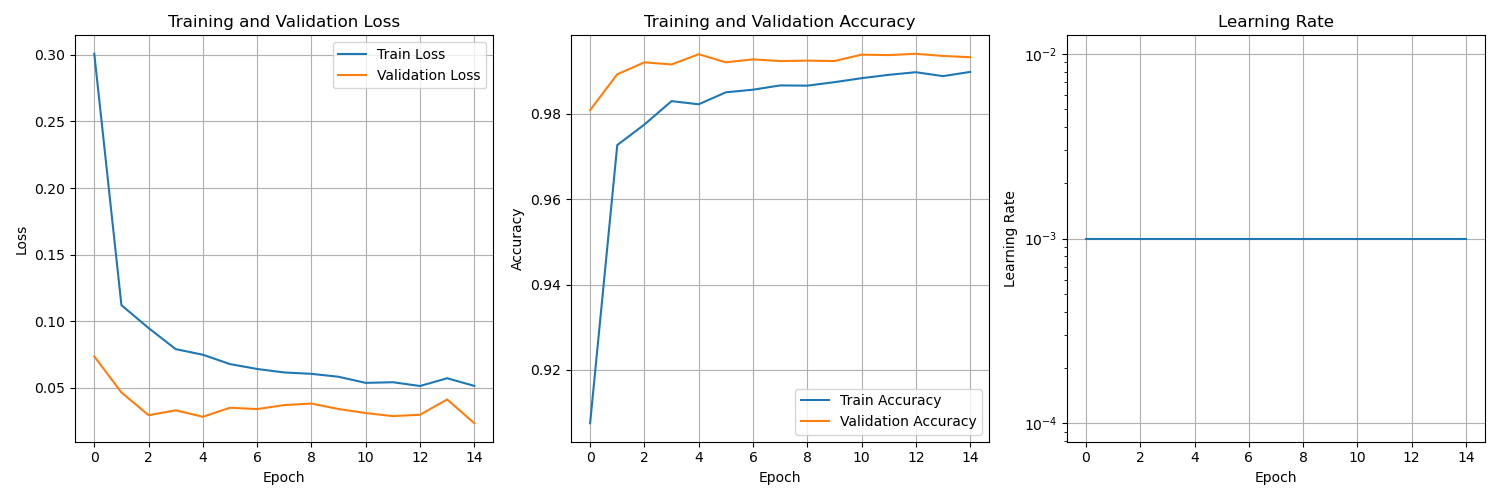 Training and Validation Loss
Loss
0.30
0.25
0.20
0.15
0.10
0.05
Train Loss
Validation Loss
0 2 4 6 8 10 12 14
Epoch
Training and Validation Accuracy
Accuracy
0.98
0.96
0.94
0.92
Train Accuracy
Validation Accuracy
0 2 4 6 8 10 12 14
Epoch
Learning Rate
Learning Rate
10⁻²
10⁻³
10⁻⁴
0 2 4 6 8 10 12 14
Epoch